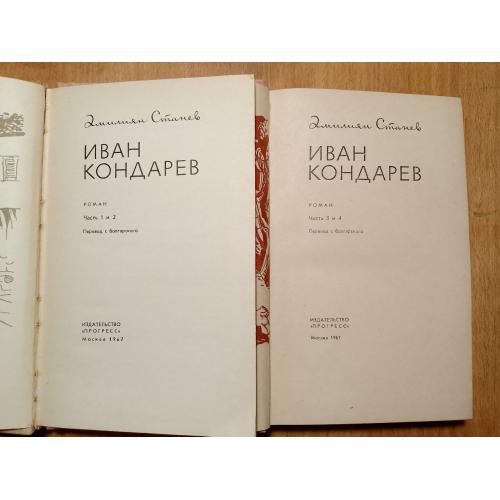 Эмилиян Станев
ИВАН
КОНДАРЕВ
РОМАН
Часть 1 и 2
Перевод с болгарского
ИЗДАТЕЛЬСТВО
«ПРОГРЕСС»
Москва 1967
Эмилиян Станев
ИВАН
КОНДАРЕВ
РОМАН
Часть 3 и 4
Перевод с болгарского
ИЗДАТЕЛЬСТВО
«ПРОГРЕСС»
Москва 1967